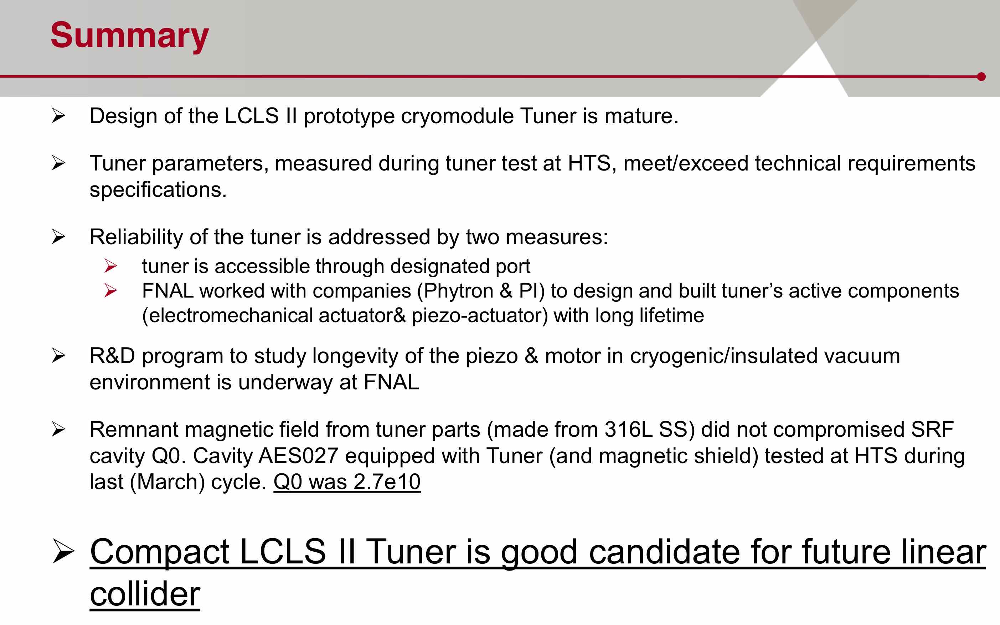 Summary
Design of the LCLS II prototype cryomodule Tuner is mature.
Tuner parameters, measured during tuner test at HTS, meet/exceed technical requirements
specifications.
Reliability of the tuner is addressed by two measures:
tuner is accessible through designated port
FNAL worked with companies (Phytron & PI) to design and built tuner’s active components
(electromechanical actuator& piezo-actuator) with long lifetime
R&D program to study longevity of the piezo & motor in cryogenic/insulated vacuum
environment is underway at FNAL
Remnant magnetic field from tuner parts (made from 316L SS) did not compromised SRF
cavity Q0. Cavity AES027 equipped with Tuner (and magnetic shield) tested at HTS during
last (March) cycle. Q0 was 2.7e10
Compact LCLS II Tuner is good candidate for future linear
collider